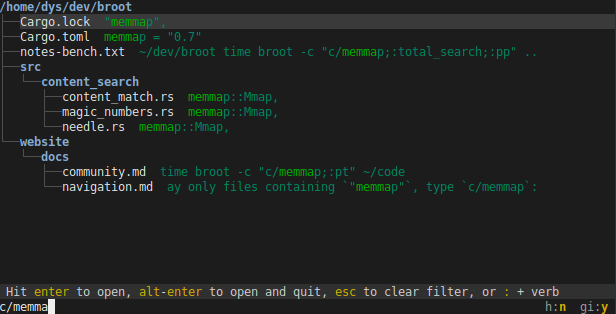 /home/dys/dev/broot
Cargo.lock "memmap",
Cargo.toml memmap = "0.7"
notes-bench.txt ~/dev/broot time broot -c "c/memmap;:total_search;:pp" ..
src
content_search
content_match.rs memmap::Mmap,
magic_numbers.rs memmap::Mmap,
needle.rs memmap::Mmap,
website
docs
community.md time broot -c "c/memmap;:pt" ~/code
navigation.md ay only files containing `"memmap"`, type `c/memmap`:
Hit enter to open, alt-enter to open and quit, esc to clear filter, or : + verb
c/memma h:n gi:y